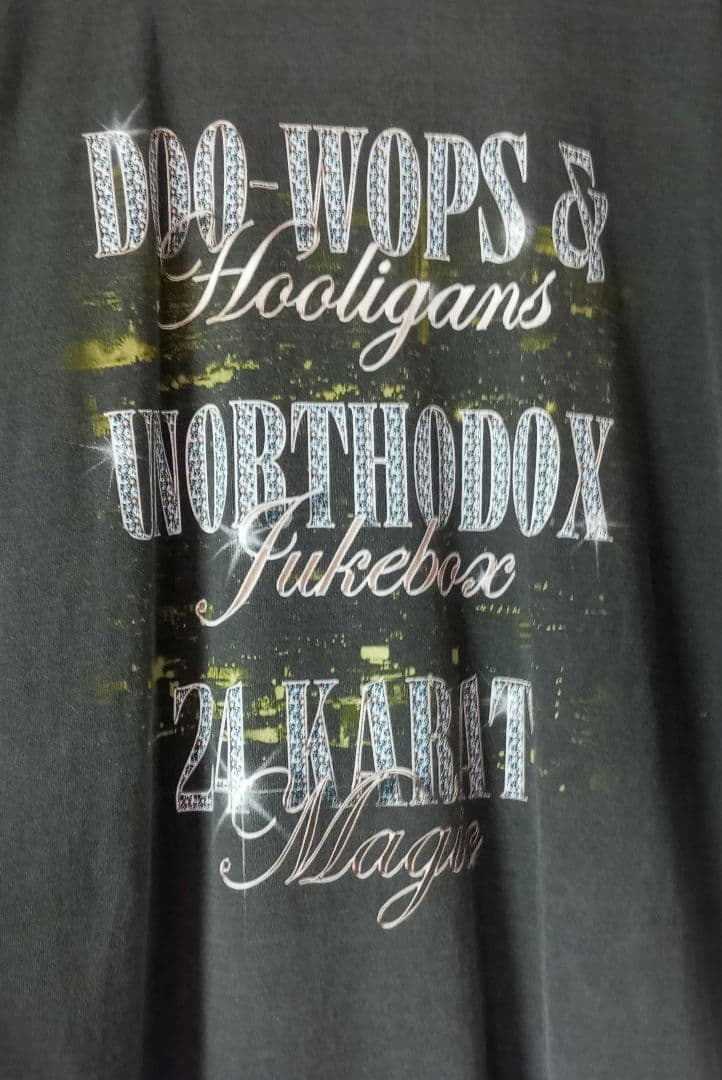 DOO-WOPS &
Hooligans
UNORTHODOX
Jukebox
24 KARAT
Magic